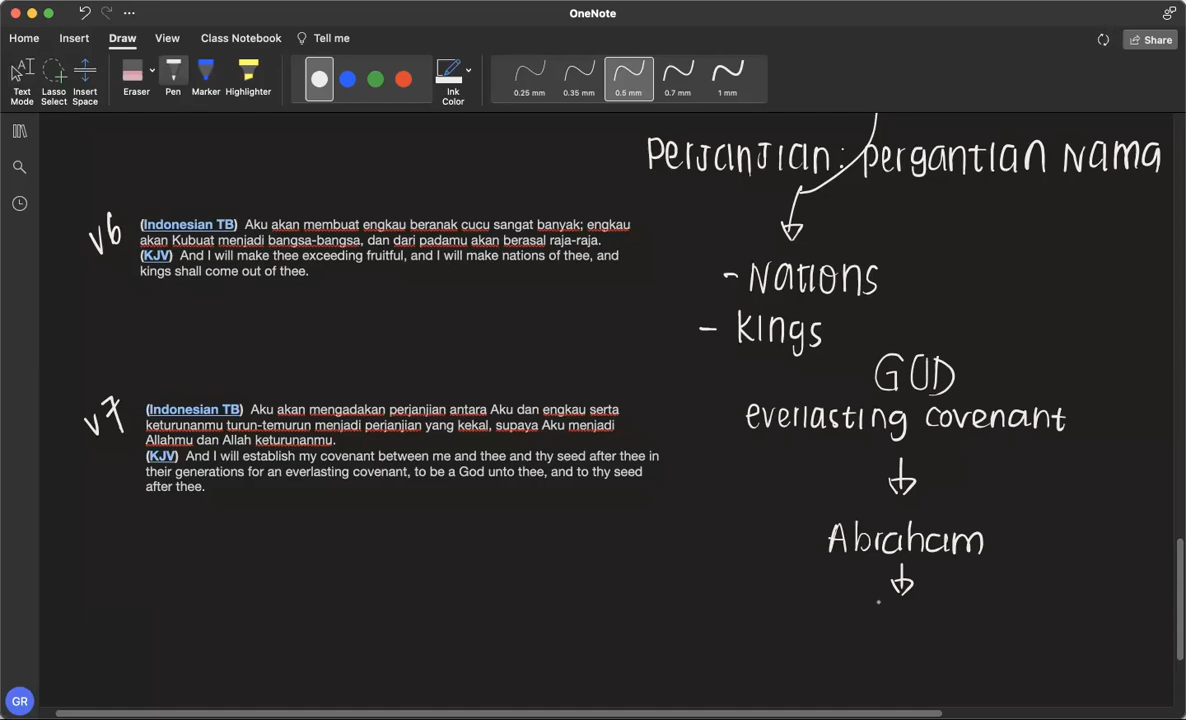 OneNote
Home
Insert
Draw
View
Class Notebook
Tell me
Share
Text
Mode
Lasso
Select
Insert
Space
Eraser
Pen
Marker
Highlighter
Ink
Color
0.25 mm
0.35 mm
0.5 mm
0.7 mm
1 mm
Perjanjian : pergantian Nama
v6
(Indonesian TB) Aku akan membuat engkau beranak cucu sangat banyak; engkau
akan Kubuat menjadi bangsa-bangsa, dan dari padamu akan berasal raja-raja.
(KJV) And I will make thee exceeding fruitful, and I will make nations of thee, and
kings shall come out of thee.
- Nations
- Kings
GOD
everlasting covenant
v7
(Indonesian TB) Aku akan mengadakan perjanjian antara Aku dan engkau serta
keturunanmu turun-temurun menjadi perjanjian yang kekal, supaya Aku menjadi
Allahmu dan Allah keturunanmu.
(KJV) And I will establish my covenant between me and thee and thy seed after thee in
their generations for an everlasting covenant, to be a God unto thee, and to thy seed
after thee.
Abraham
GR